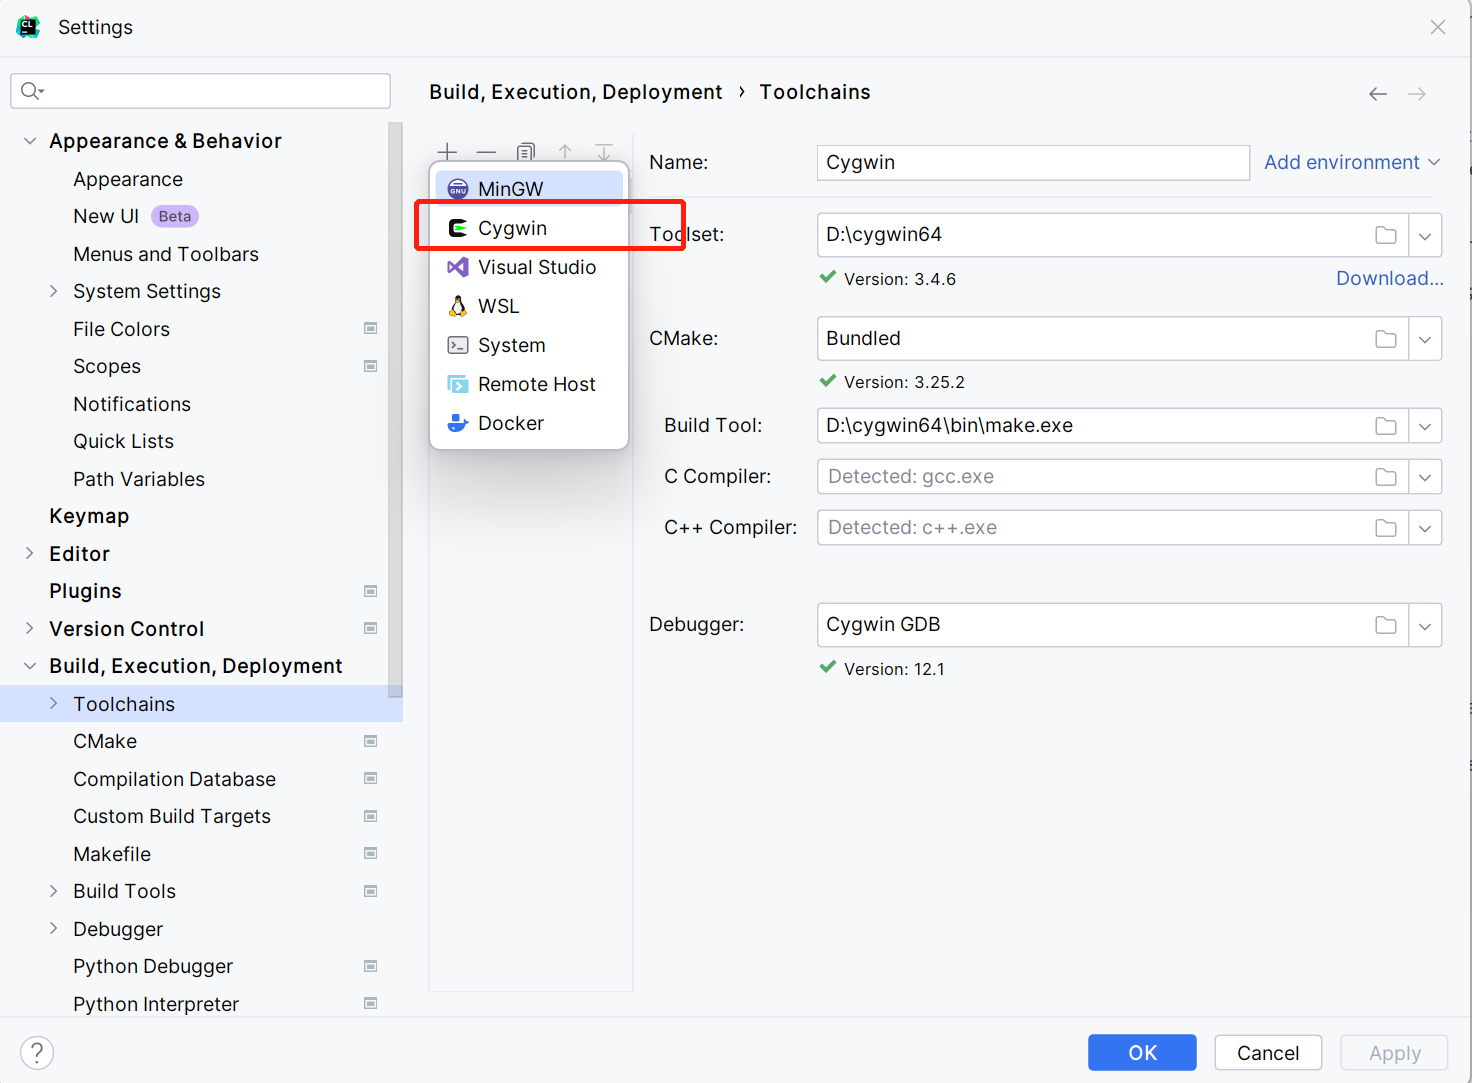 Settings
Appearance & Behavior
Appearance
New UI Beta
Menus and Toolbars
System Settings
File Colors
Scopes
Notifications
Quick Lists
Path Variables
Keymap
Editor
Plugins
Version Control
Build, Execution, Deployment
Toolchains
CMake
Compilation Database
Custom Build Targets
Makefile
Build Tools
Debugger
Python Debugger
Python Interpreter
Build, Execution, Deployment › Toolchains
MinGW
Cygwin
Visual Studio
WSL
System
Remote Host
Docker
Name: Cygwin Add environment
Toolset: D:\cygwin64
Version: 3.4.6 Download...
CMake: Bundled
Version: 3.25.2
Build Tool: D:\cygwin64\bin\make.exe
C Compiler: Detected: gcc.exe
C++ Compiler: Detected: c++.exe
Debugger: Cygwin GDB
Version: 12.1
? OK Cancel Apply